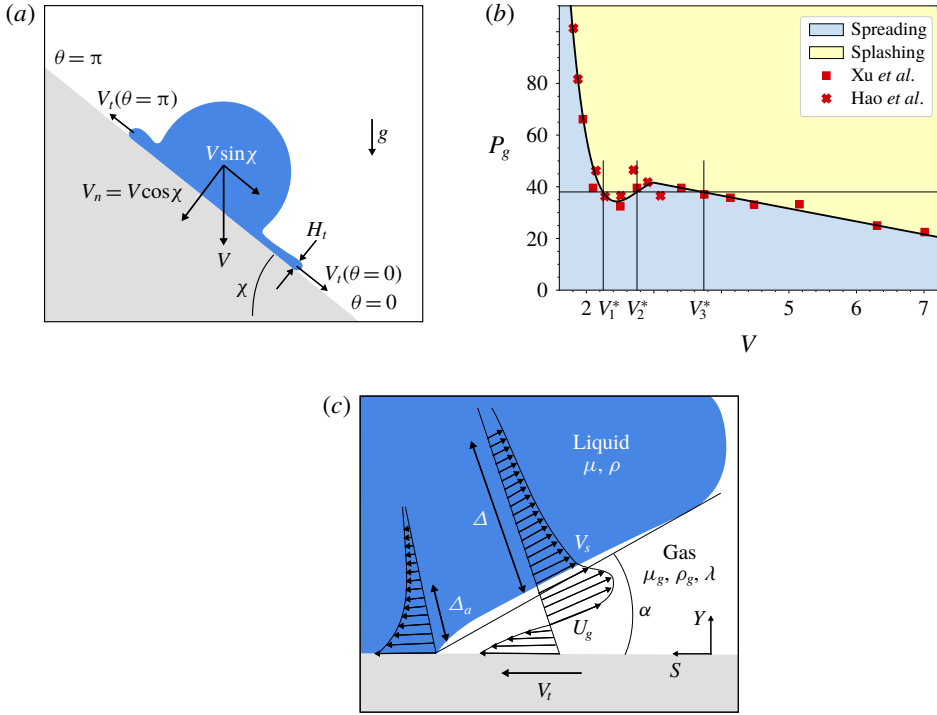 (a)
θ = π
V_t(θ = π)
g
V sin χ
V_n = V cos χ
H_t
V
V_t(θ = 0)
χ
θ = 0
(b)
Spreading
Splashing
Xu et al.
Hao et al.
P_g
80
60
40
20
0
2 V_1^* V_2^* V_3^* 5 6 7
V
(c)
Liquid
μ, ρ
Δ
V_s
Gas
μ_g, ρ_g, λ
Δ_a
α
Y
U_g
S
V_t